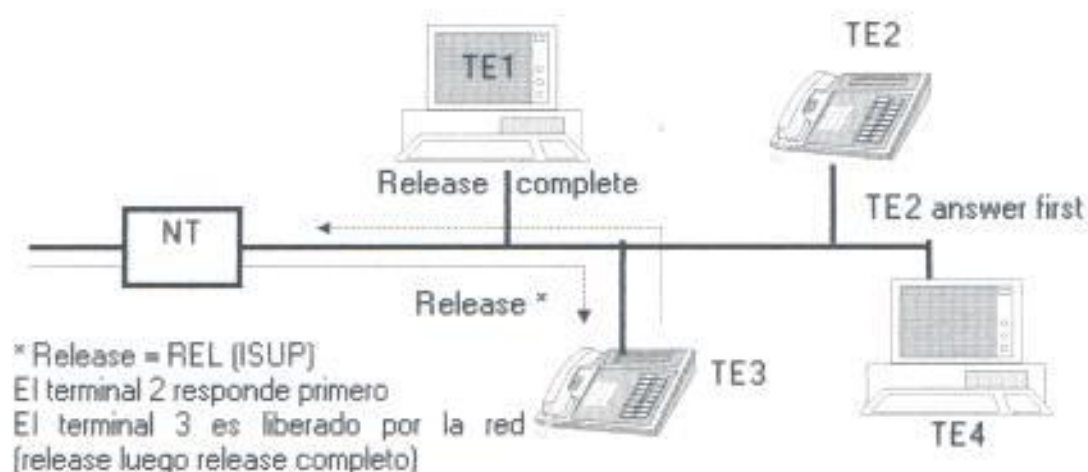 TE2
TE1
Release complete
TE2 answer first
NT
Release *
* Release = REL (ISUP)
El terminal 2 responde primero
El terminal 3 es liberado por la red
(release luego release completo)
TE3
TE4